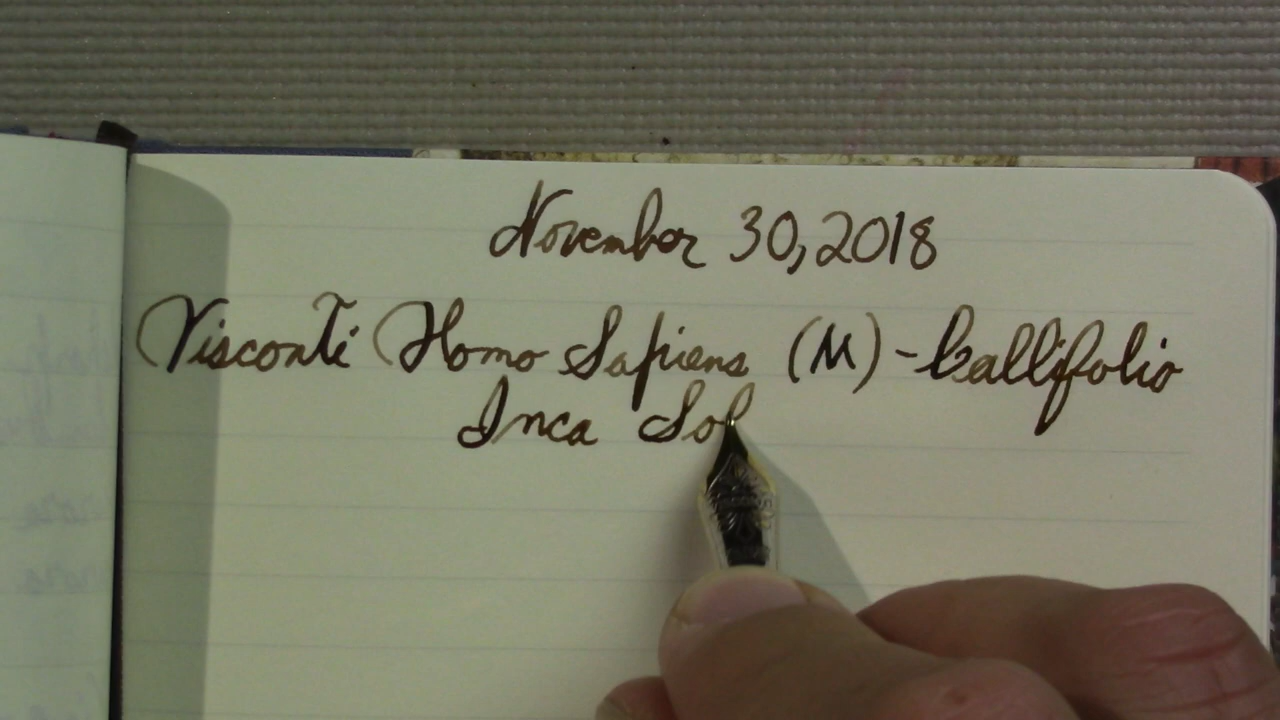 November 30, 2018
Visconti Homo Sapiens (M) - Callifolio
Inca Sol